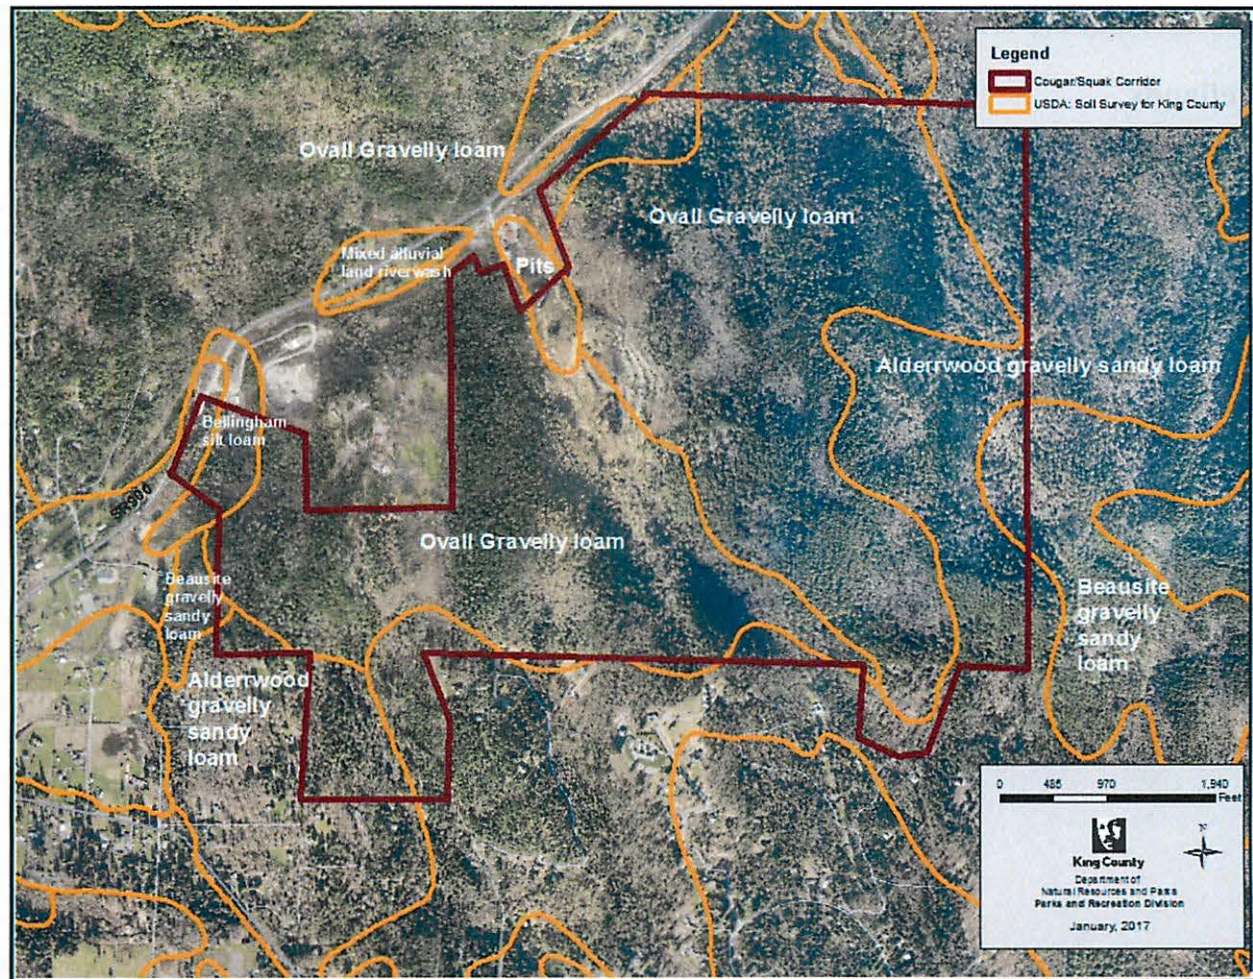 Legend
Cougar/Squak Corridor
USDA: Soil Survey for King County
Ovall Gravelly loam
Ovall Gravelly loam
Mixed alluvial
land riverwash
Pits
Alderrwood gravelly sandy loam
Bellingham
silt loam
SR900
Ovall Gravelly loam
Beausite
gravelly
sandy
loam
Beausite
gravelly
sandy
loam
Alderrwood
gravelly
sandy
loam
0 485 970 1,940
Feet
N
King County
Department of
Natural Resources and Parks
Parks and Recreation Division
January, 2017